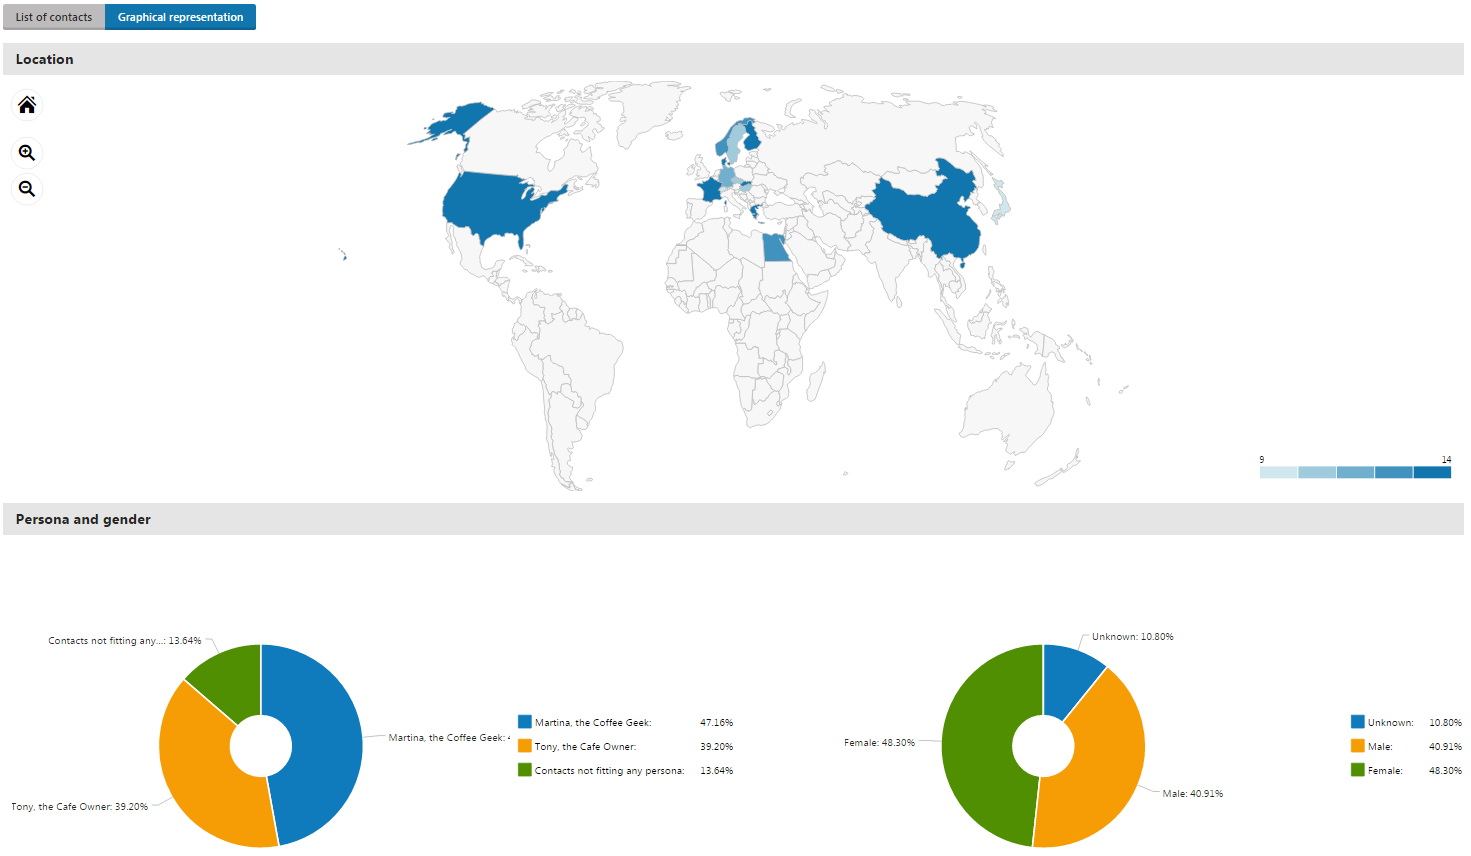 List of contacts
Graphical representation
Location
9
14
Persona and gender
Contacts not fitting any...: 13.64%
Martina, the Coffee Geek:
Tony, the Cafe Owner: 39.20%
Martina, the Coffee Geek: 47.16%
Tony, the Cafe Owner: 39.20%
Contacts not fitting any persona: 13.64%
Unknown: 10.80%
Female: 48.30%
Male: 40.91%
Unknown: 10.80%
Male: 40.91%
Female: 48.30%